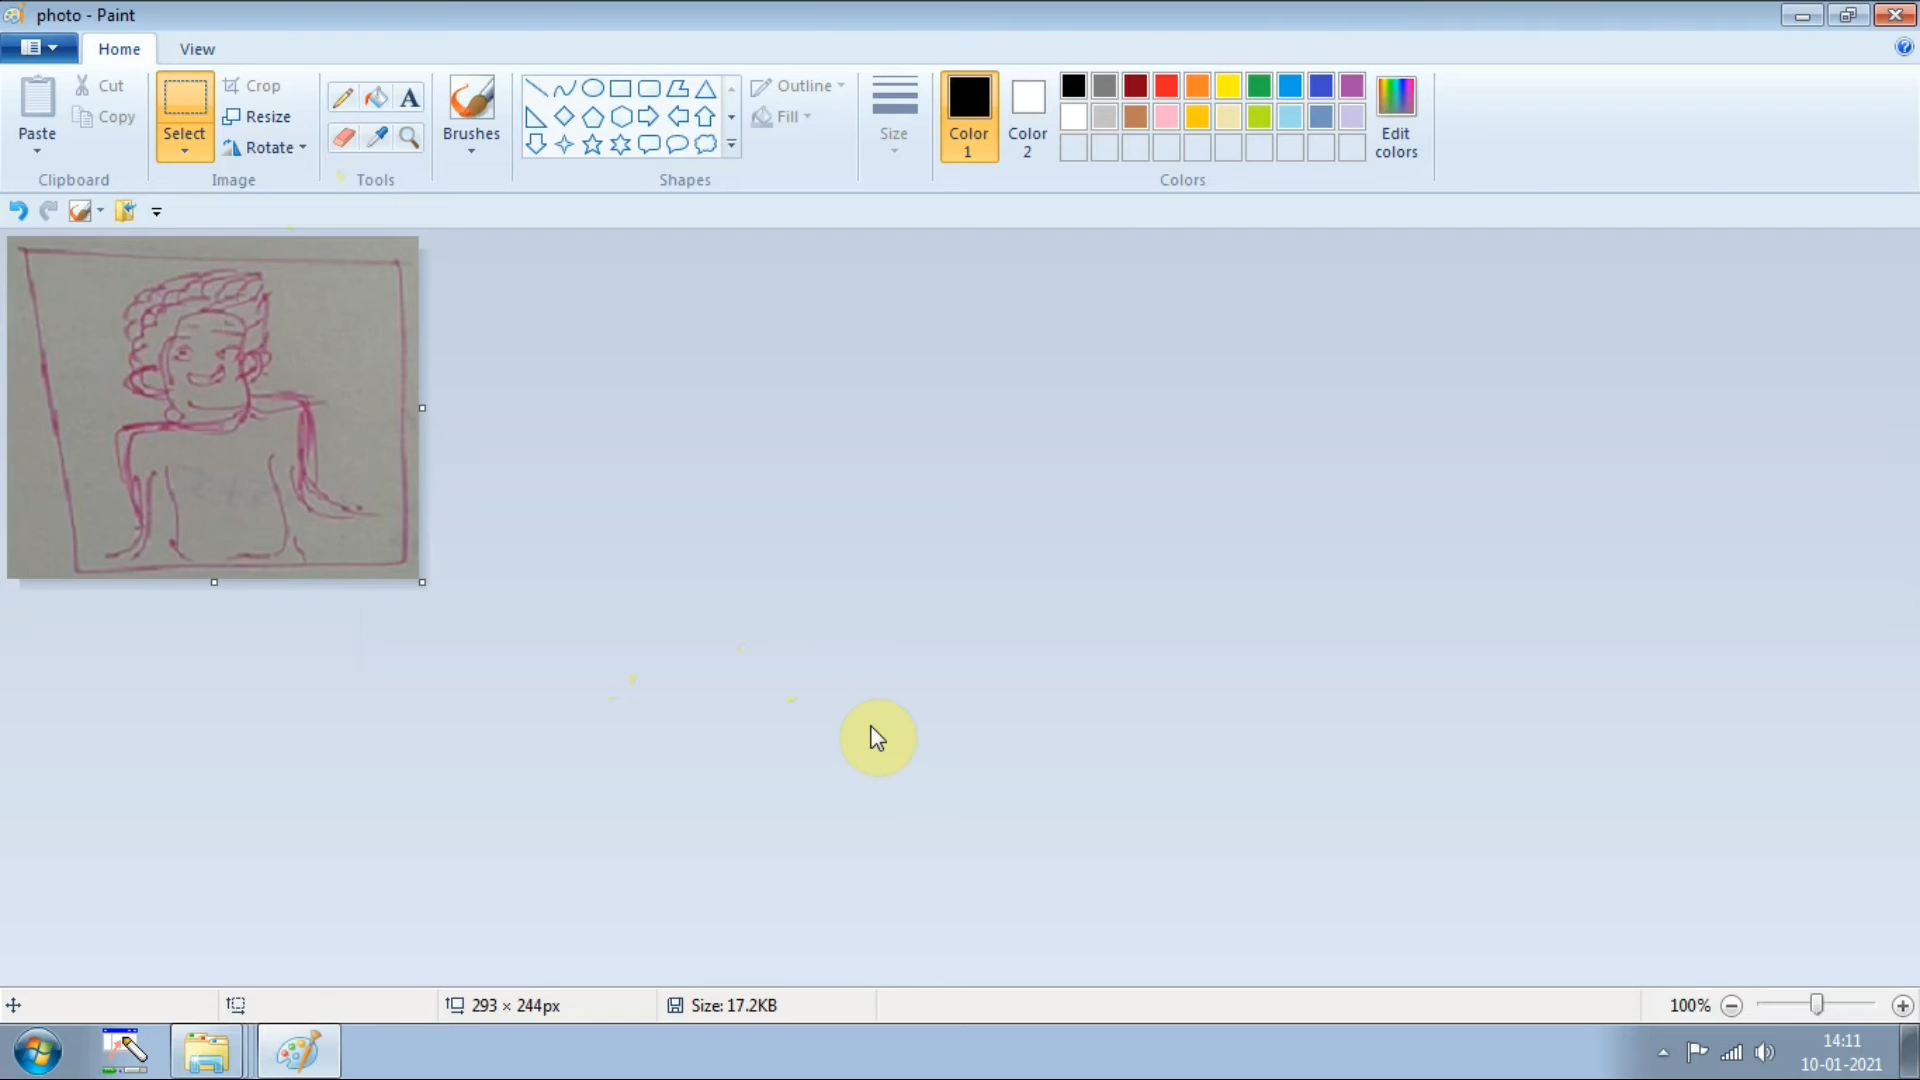 photo - Paint
Home View
Paste
Cut
Copy
Clipboard
Select
Crop
Resize
Rotate
Image
Tools
Brushes
Shapes
Outline
Fill
Size
Color 1
Color 2
Edit colors
Colors
293 × 244px
Size: 17.2KB
100%
14:11
10-01-2021